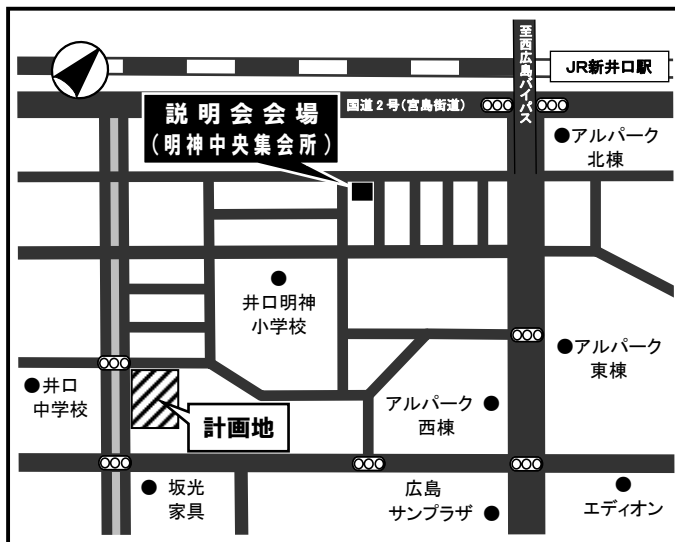 至西広島バイパス
JR新井口駅
国道2号(宮島街道)
説明会会場
(明神中央集会所)
アルパーク
北棟
井口明神
小学校
アルパーク
東棟
井口
中学校
計画地
アルパーク
西棟
坂光
家具
広島
サンプラザ
エディオン